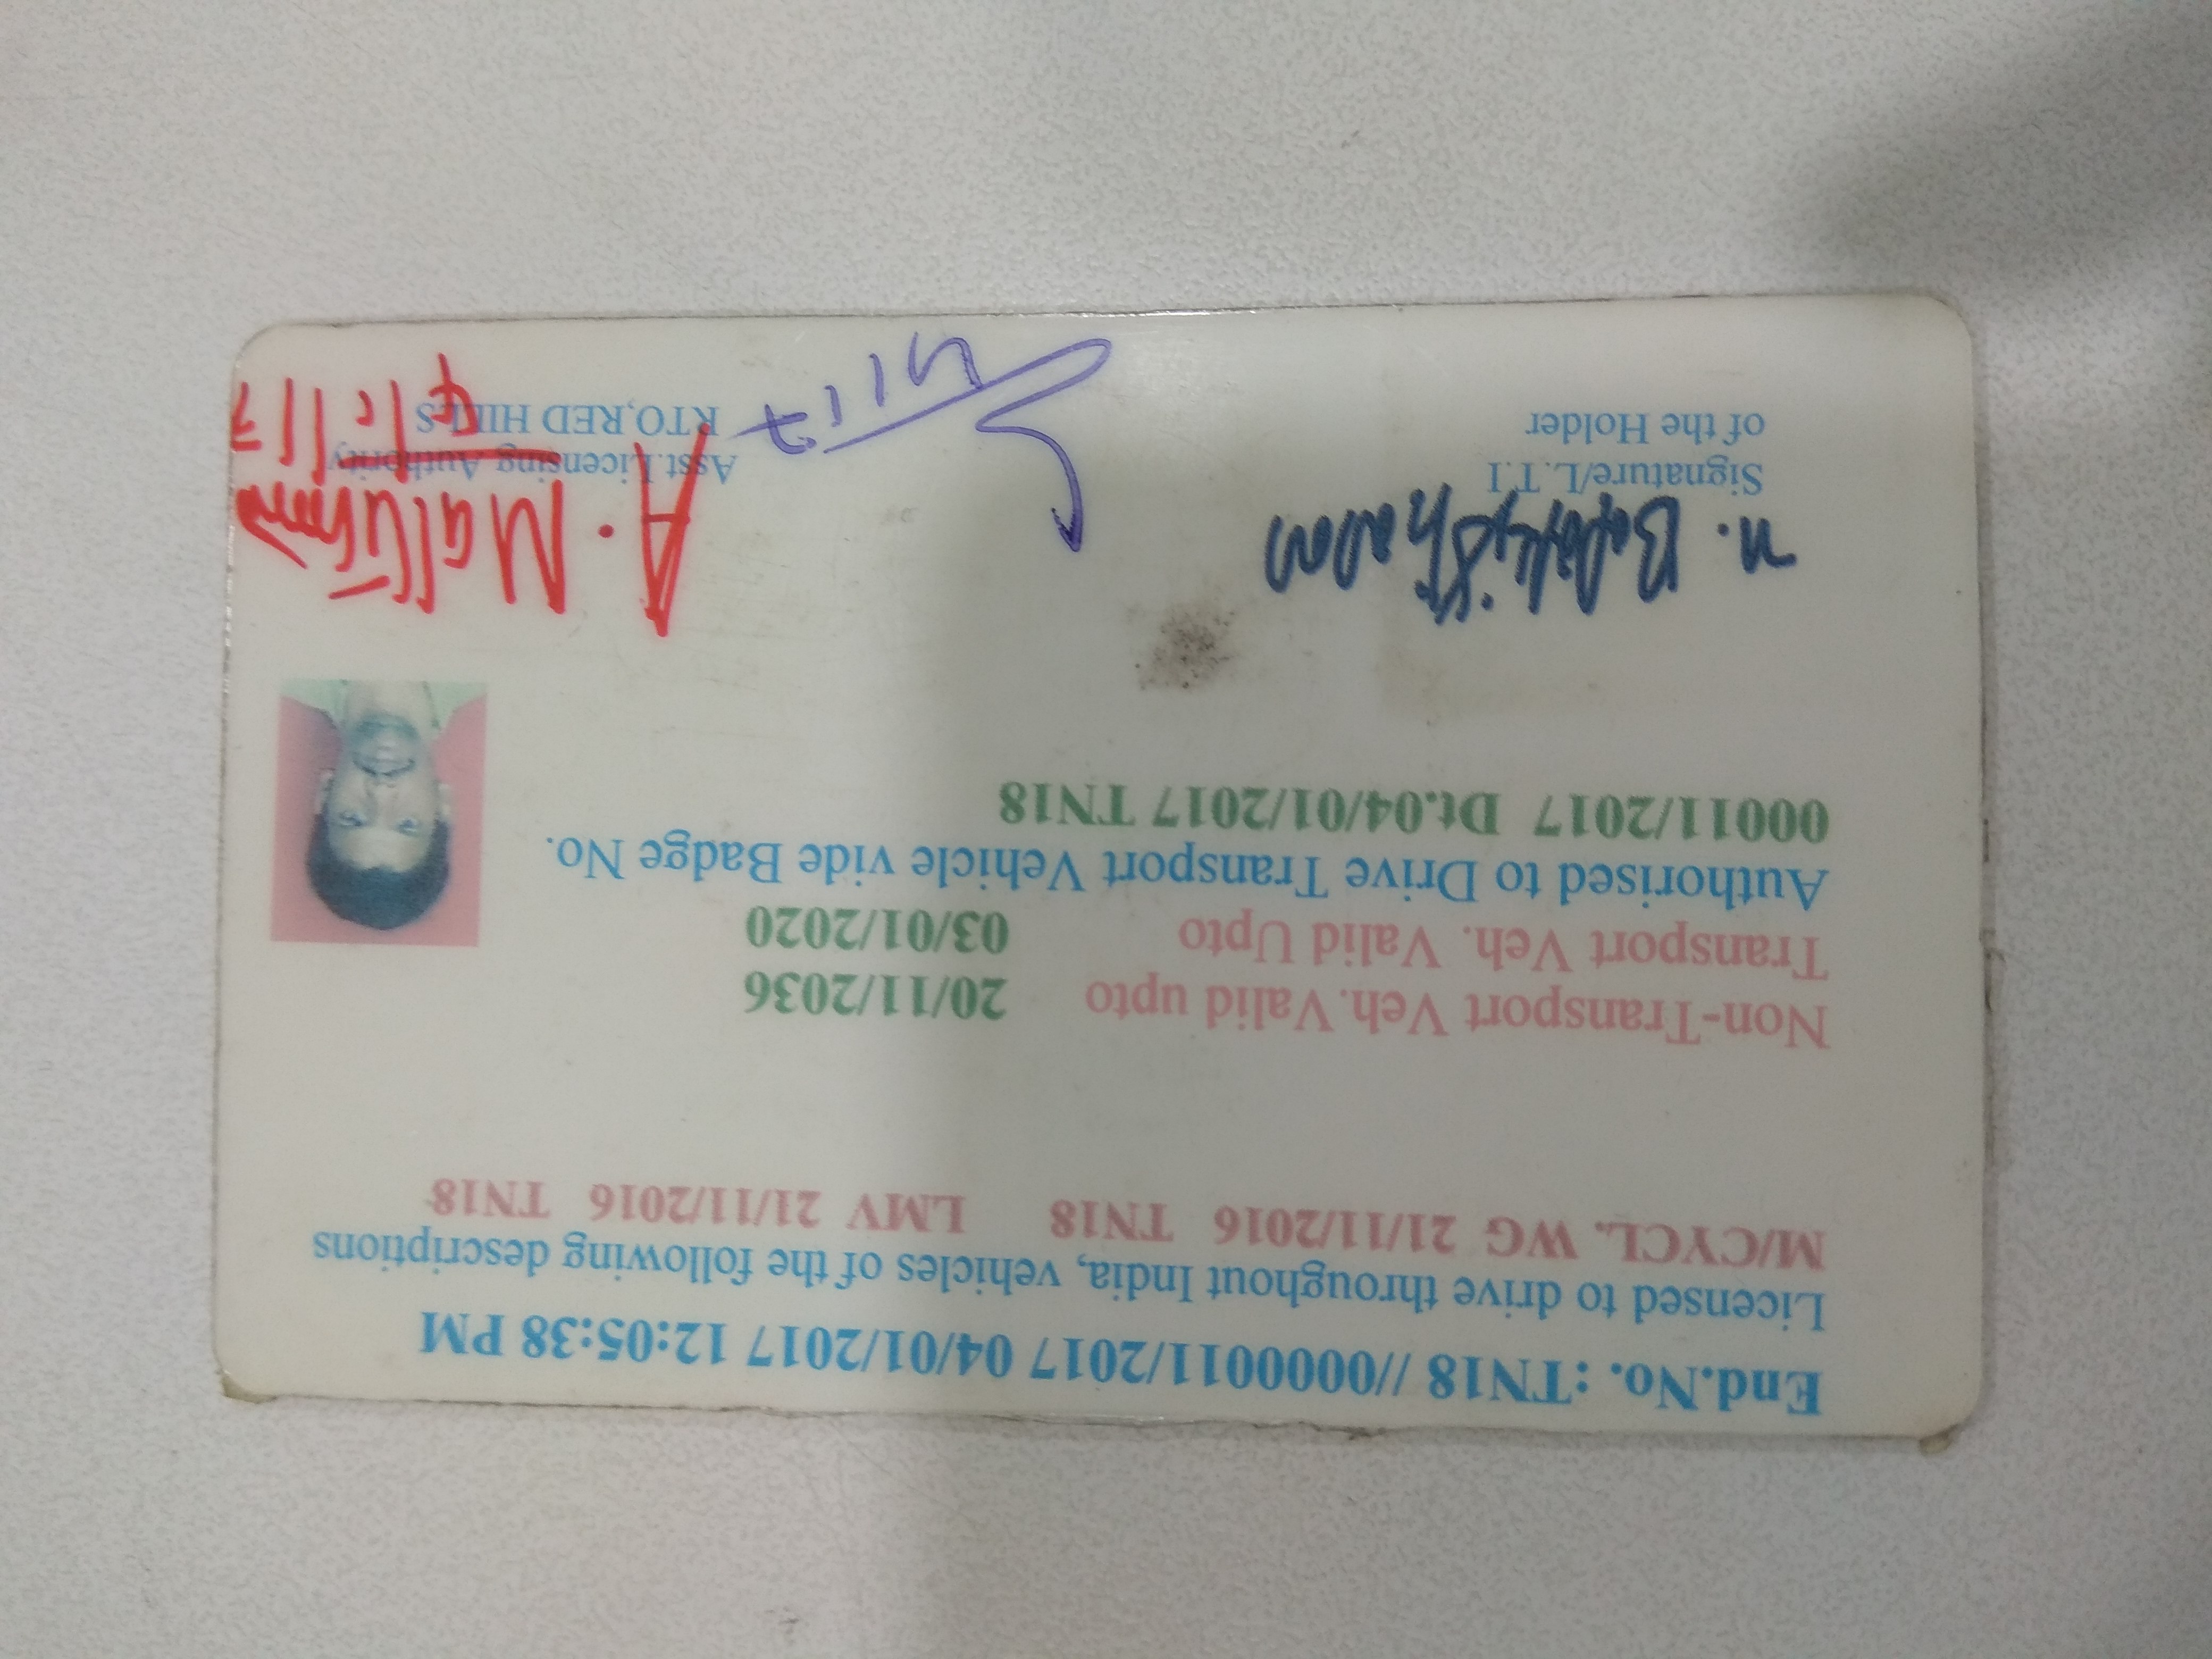 End.No. :TN18 //0000011/2017 04/01/2017 12:05:38 PM
Licensed to drive throughout India, vehicles of the following descriptions
M/CYCL. WG 21/11/2016 TN18 LMV 21/11/2016 TN18
Non-Transport Veh.Valid upto 20/11/2036
Transport Veh. Valid Upto 03/01/2020
Authorised to Drive Transport Vehicle vide Badge No.
00011/2017 Dt.04/01/2017 TN18
n.
A.
Signature/L.T.I
of the Holder
Asst.Licensing Authority
RTO,RED HILLS